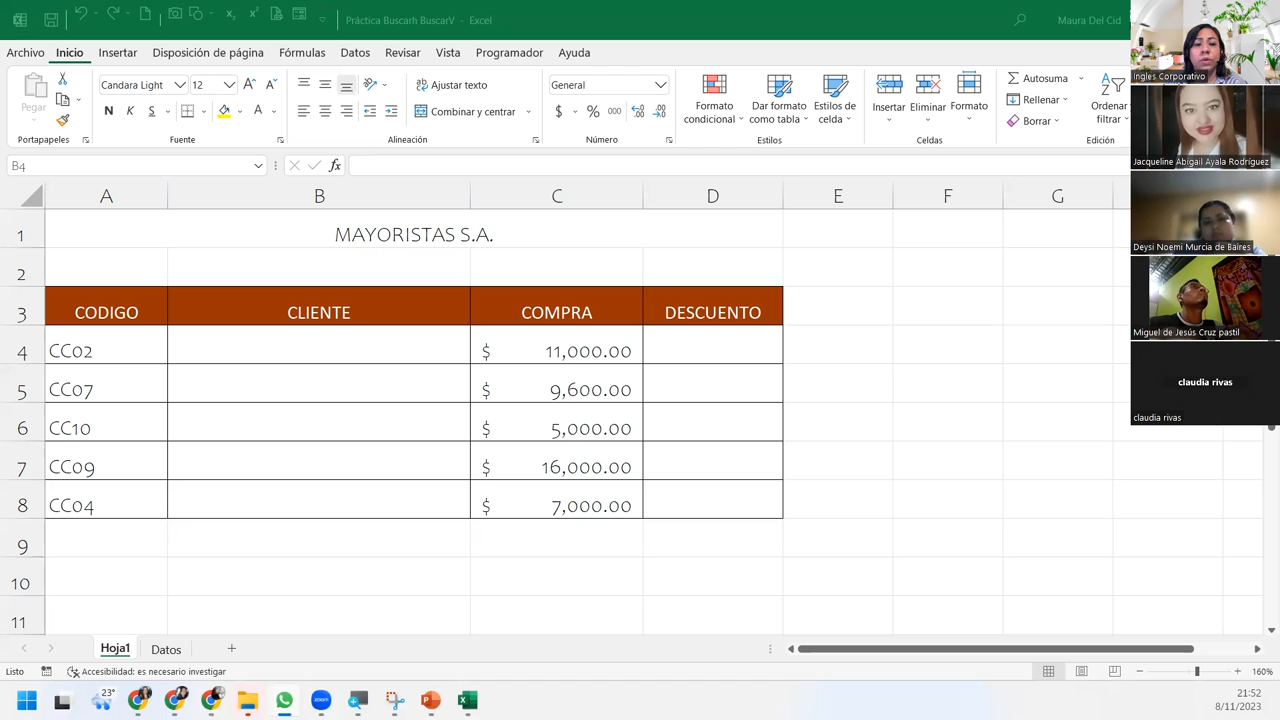 Práctica Buscarh BuscarV - Excel
Maura Del Cid
Archivo Inicio Insertar Disposición de página Fórmulas Datos Revisar Vista Programador Ayuda
Pegar
Candara Light 12
N K S
Ajustar texto
Combinar y centrar
General
$ % 000
Formato condicional
Dar formato como tabla
Estilos de celda
Insertar
Eliminar
Formato
Autosuma
Rellenar
Borrar
Ordenar y filtrar
Portapapeles Fuente Alineación Número Estilos Celdas Edición
B4 fx
A B C D E F G
1 MAYORISTAS S.A.
2
3 CODIGO CLIENTE COMPRA DESCUENTO
4 CC02 $ 11,000.00
5 CC07 $ 9,600.00
6 CC10 $ 5,000.00
7 CC09 $ 16,000.00
8 CC04 $ 7,000.00
9
10
11
Ingles Corporativo
Jacqueline Abigail Ayala Rodríguez
Deysi Noemi Murcia de Baires
Miguel de Jesús Cruz pastil
claudia rivas
claudia rivas
Hoja1 Datos
Listo Accesibilidad: es necesario investigar 160%
23°
zoom
21:52
8/11/2023